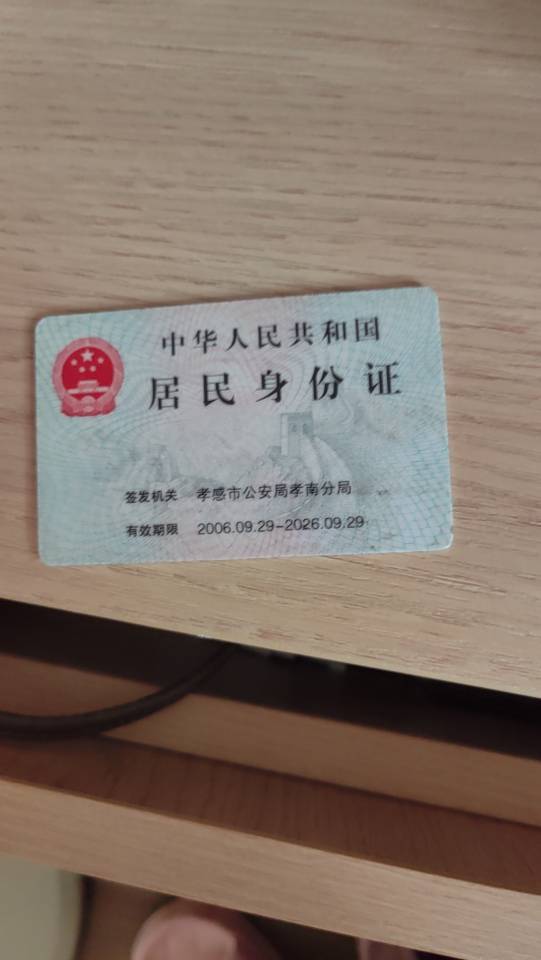 中华人民共和国
居民身份证
签发机关 孝感市公安局孝南分局
有效期限 2006.09.29-2026.09.29